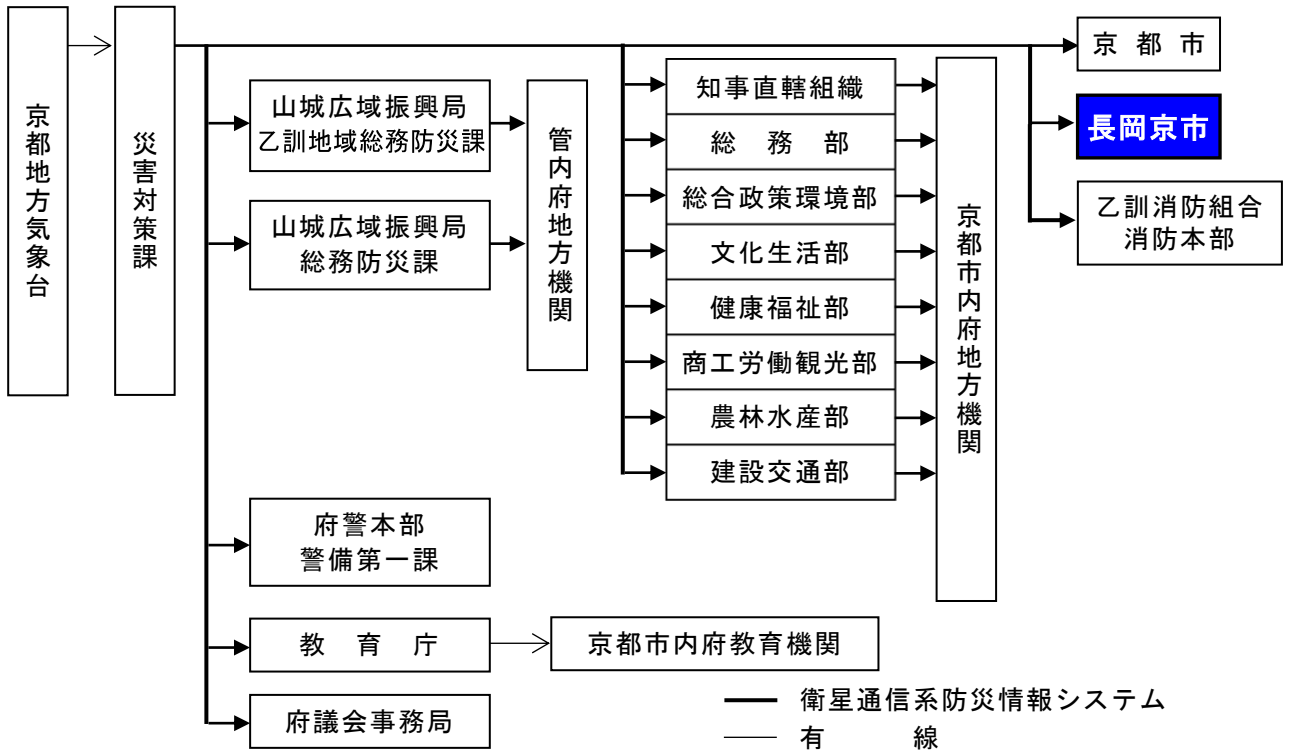 京都地方気象台
災害対策課
山城広域振興局
乙訓地域総務防災課
山城広域振興局
総務防災課
管内府地方機関
府警本部
警備第一課
教 育 庁
京都市内府教育機関
府議会事務局
知事直轄組織
総 務 部
総合政策環境部
文化生活部
健康福祉部
商工労働観光部
農林水産部
建設交通部
京都市内府地方機関
京 都 市
長岡京市
乙訓消防組合
消防本部
衛星通信系防災情報システム
有 線